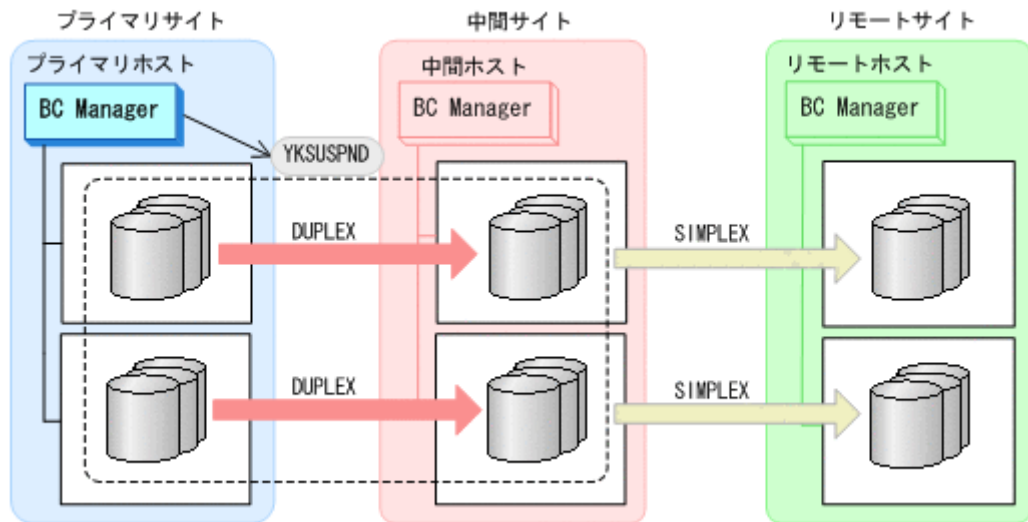 プライマリサイト
中間サイト
リモートサイト
プライマリホスト
中間ホスト
リモートホスト
BC Manager
BC Manager
BC Manager
YKSUSPND
DUPLEX
SIMPLEX
DUPLEX
SIMPLEX